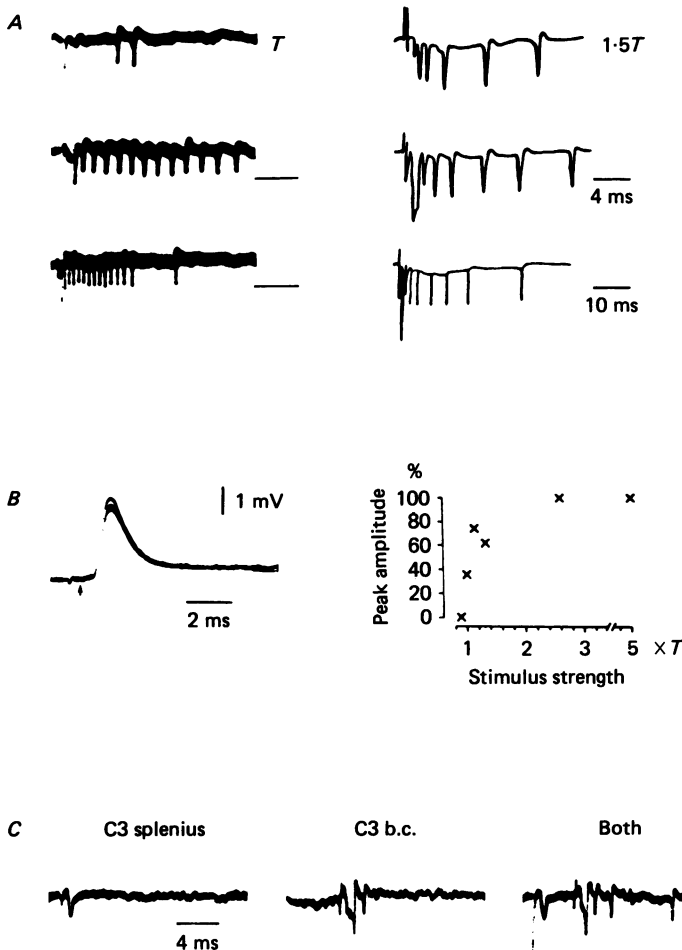 A
T
1·5T
4 ms
10 ms
B
1 mV
2 ms
%
100
80
60
40
20
0
Peak amplitude
1 2 3 5 × T
Stimulus strength
C
C3 splenius C3 b.c. Both
4 ms